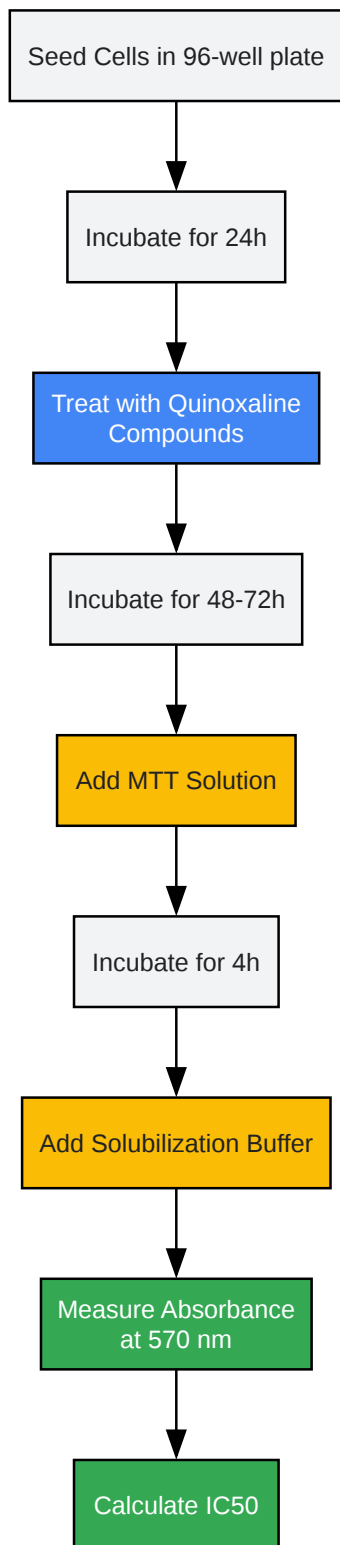 Seed Cells in 96-well plate
Incubate for 24h
Treat with Quinoxaline
Compounds
Incubate for 48-72h
Add MTT Solution
Incubate for 4h
Add Solubilization Buffer
Measure Absorbance
at 570 nm
Calculate IC50